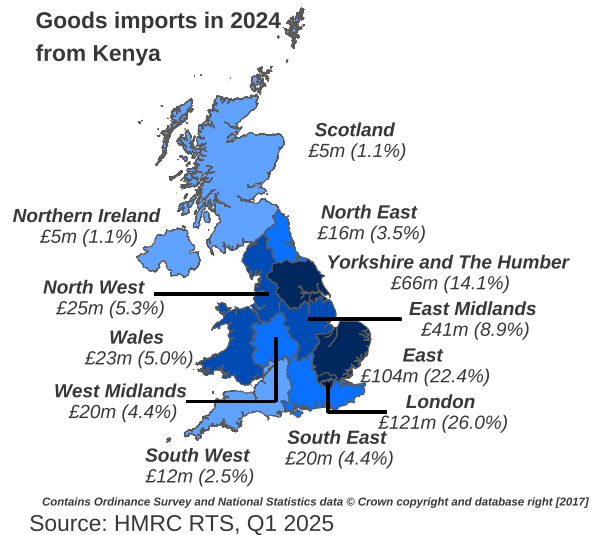 Goods imports in 2024
from Kenya
Scotland
£5m (1.1%)
Northern Ireland
£5m (1.1%)
North East
£16m (3.5%)
Yorkshire and The Humber
£66m (14.1%)
North West
£25m (5.3%)
East Midlands
£41m (8.9%)
Wales
£23m (5.0%)
East
£104m (22.4%)
West Midlands
£20m (4.4%)
London
£121m (26.0%)
South East
£20m (4.4%)
South West
£12m (2.5%)
Contains Ordinance Survey and National Statistics data © Crown copyright and database right [2017]
Source: HMRC RTS, Q1 2025